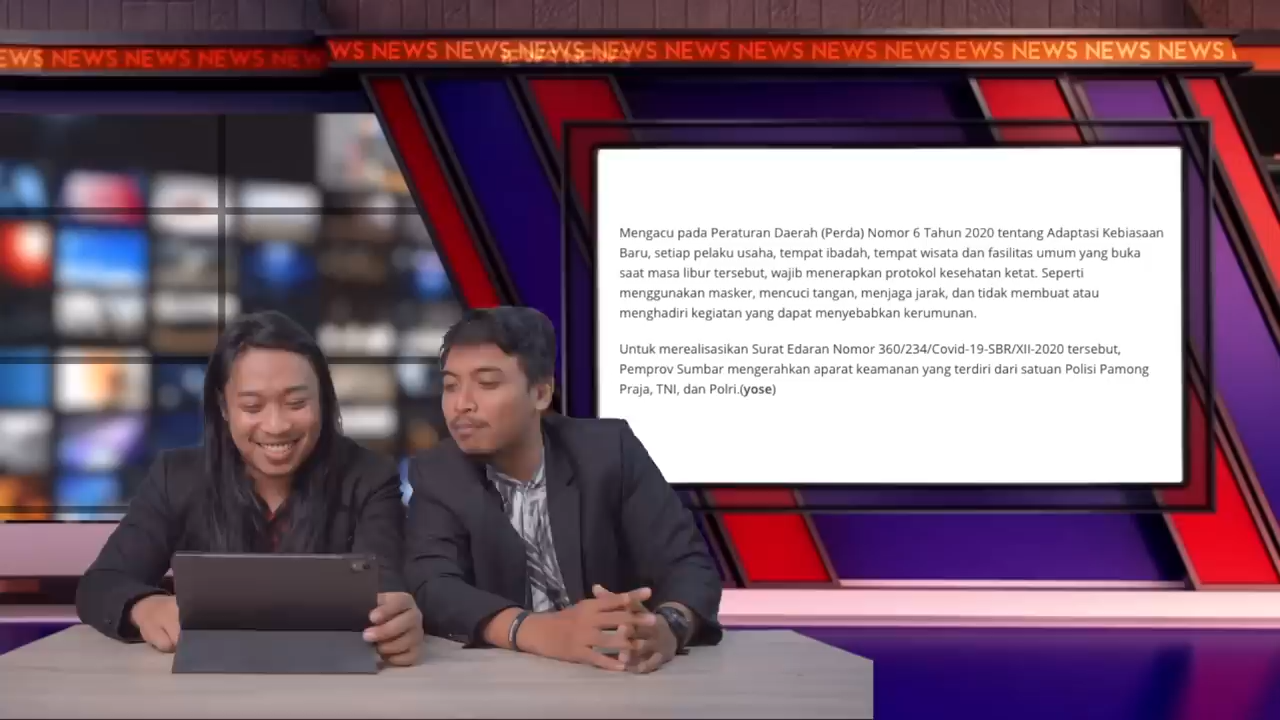 EWS NEWS NEWS NEWS NEWS
WS NEWS NEWS NEWS NEWS NEWS NEWS NEWS NEWS EWS NEWS NEWS NEWS
Mengacu pada Peraturan Daerah (Perda) Nomor 6 Tahun 2020 tentang Adaptasi Kebiasaan
Baru, setiap pelaku usaha, tempat ibadah, tempat wisata dan fasilitas umum yang buka
saat masa libur tersebut, wajib menerapkan protokol kesehatan ketat. Seperti
menggunakan masker, mencuci tangan, menjaga jarak, dan tidak membuat atau
menghadiri kegiatan yang dapat menyebabkan kerumunan.
Untuk merealisasikan Surat Edaran Nomor 360/234/Covid-19-SBR/XII-2020 tersebut,
Pemprov Sumbar mengerahkan aparat keamanan yang terdiri dari satuan Polisi Pamong
Praja, TNI, dan Polri.(yose)